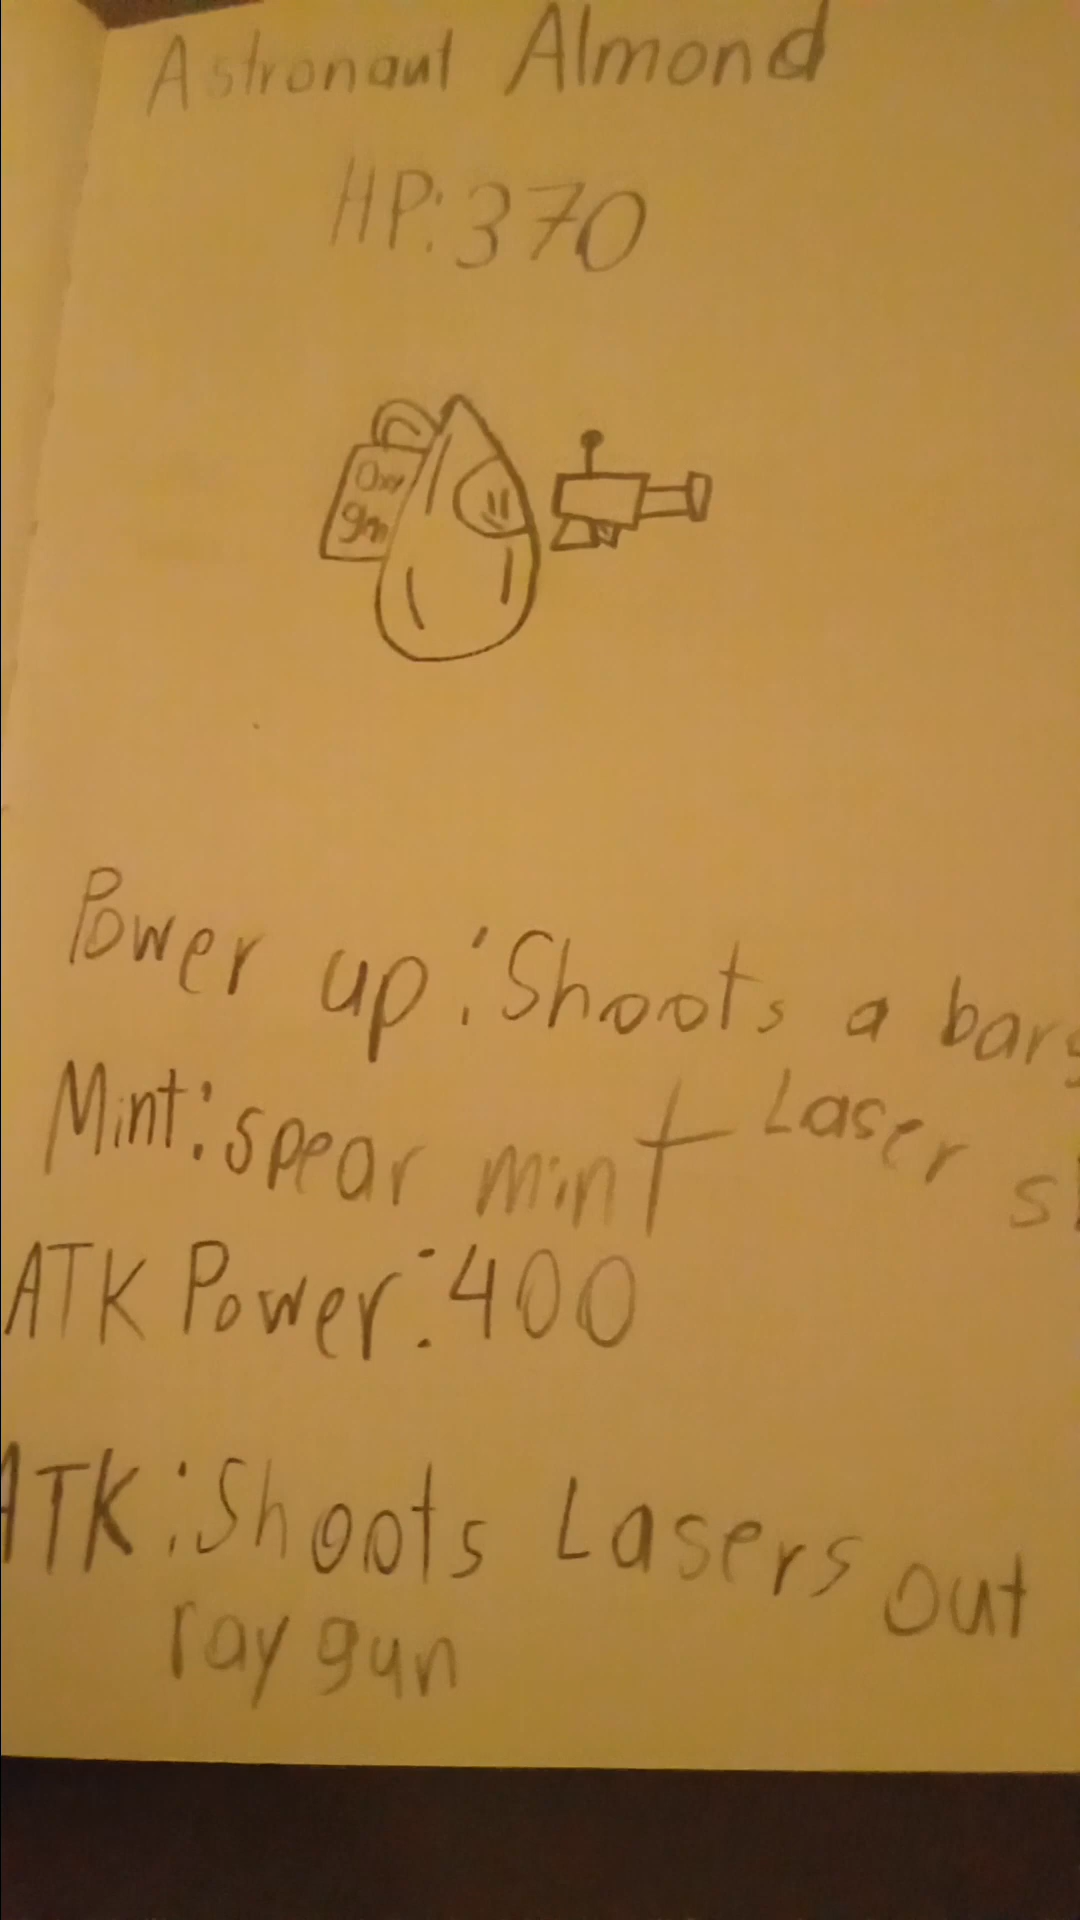 Astronaut Almond
HP:370
Oxy
gen
Power up: Shoots a
Mint: spear mint Laser
ATK Power: 400
ATK: Shoots Lasers out
ray gun